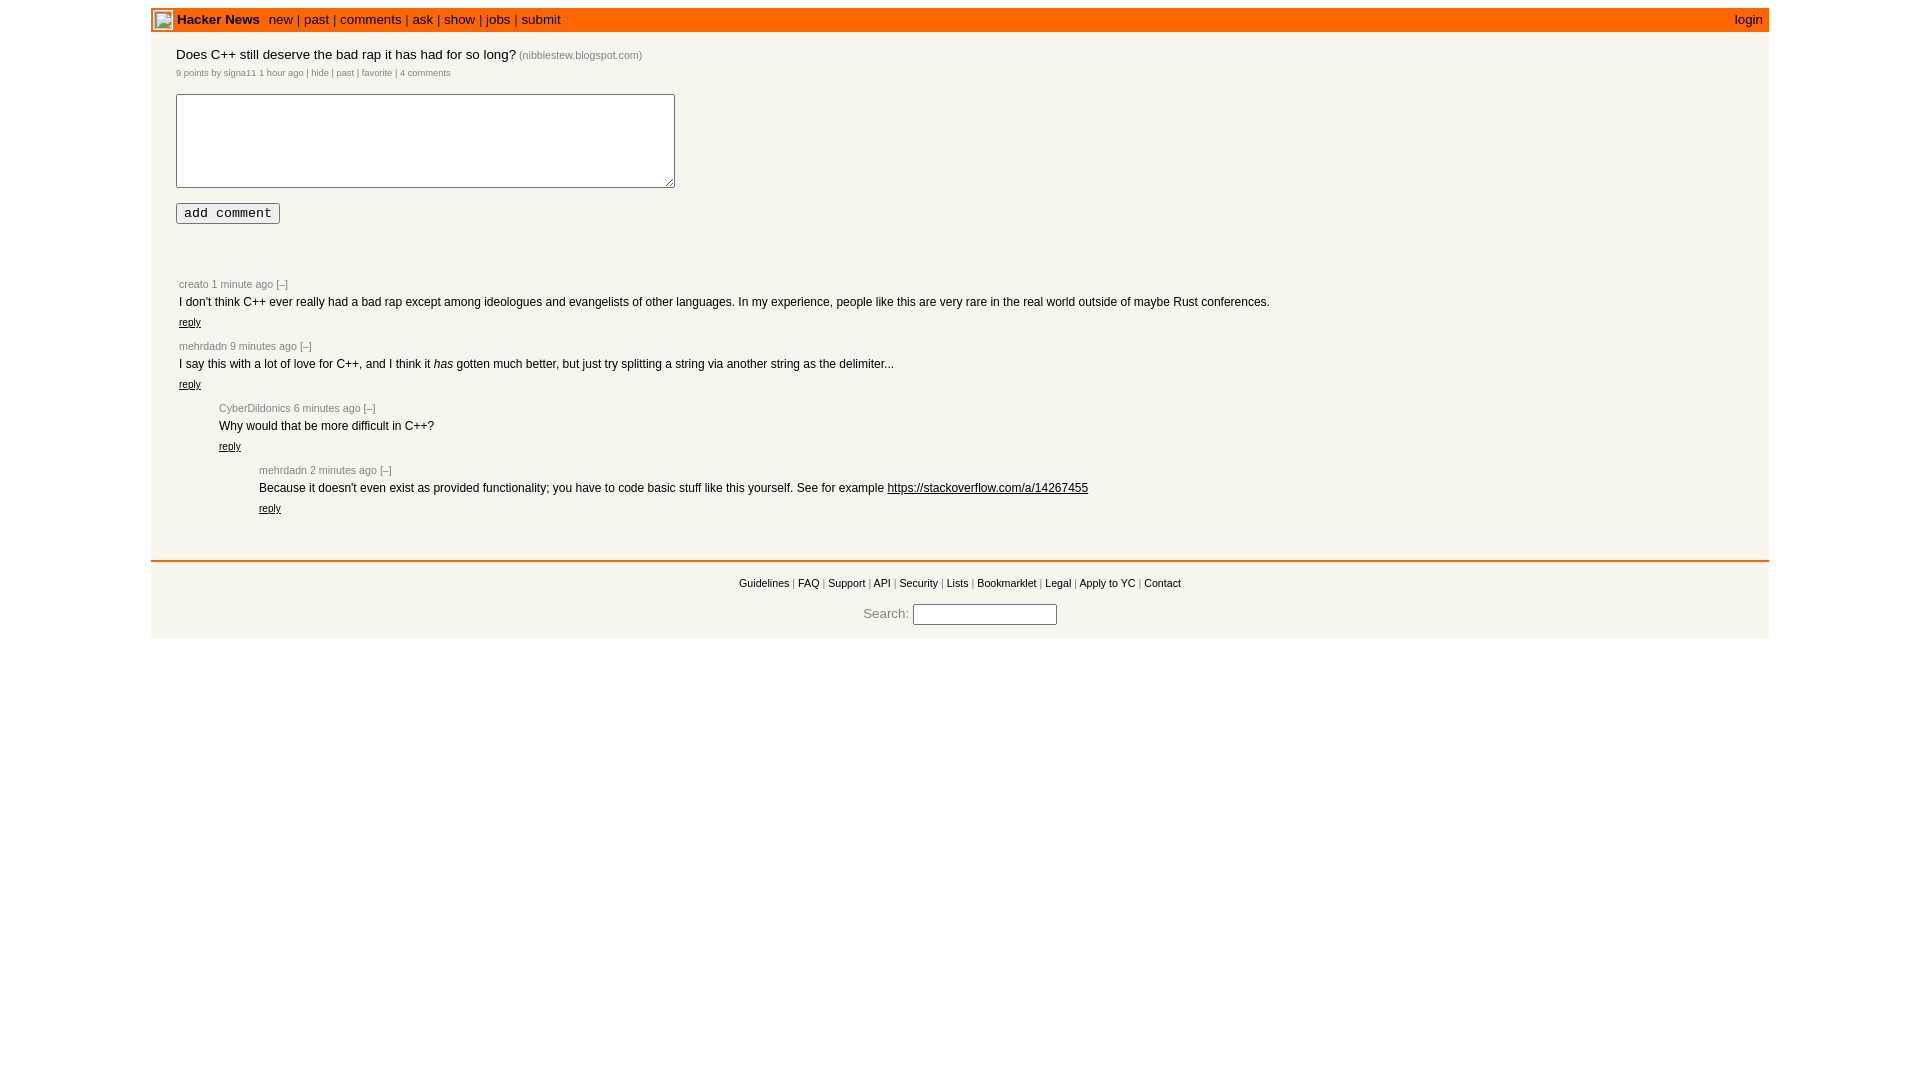 Hacker News new | past | comments | ask | show | jobs | submit login
Does C++ still deserve the bad rap it has had for so long? (nibblestew.blogspot.com)
9 points by signa11 1 hour ago | hide | past | favorite | 4 comments
add comment
creato 1 minute ago [–]
I don't think C++ ever really had a bad rap except among ideologues and evangelists of other languages. In my experience, people like this are very rare in the real world outside of maybe Rust conferences.
reply
mehrdadn 9 minutes ago [–]
I say this with a lot of love for C++, and I think it has gotten much better, but just try splitting a string via another string as the delimiter...
reply
CyberDildonics 6 minutes ago [–]
Why would that be more difficult in C++?
reply
mehrdadn 2 minutes ago [–]
Because it doesn't even exist as provided functionality; you have to code basic stuff like this yourself. See for example https://stackoverflow.com/a/14267455
reply
Guidelines | FAQ | Support | API | Security | Lists | Bookmarklet | Legal | Apply to YC | Contact
Search: